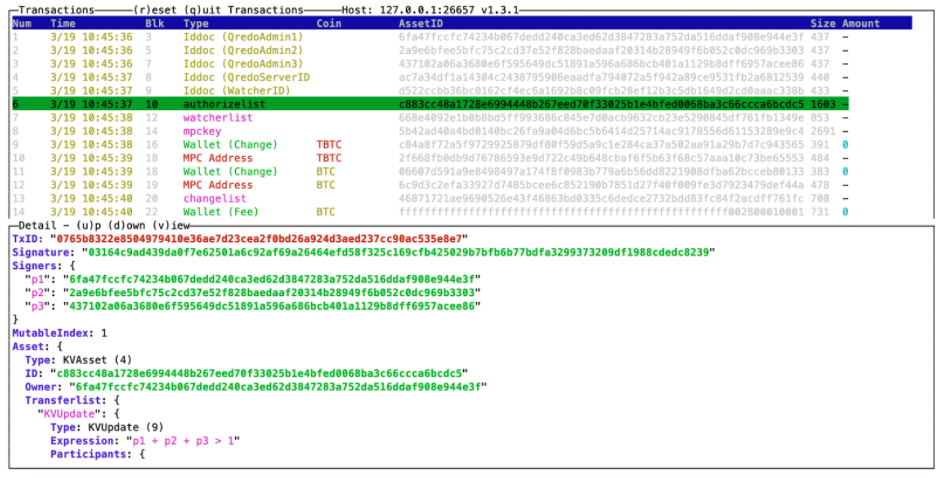 Transactions (r)eset (q)uit Transactions Host: 127.0.0.1:26657 v1.3.1
Num Time Blk Type Coin AssetID Size Amount
1 3/19 10:45:36 3 Iddoc (QredoAdmin1) 6fa47fccfc74234b067dedd240ca3ed62d3847283a752da516ddaf908e944e3f 437 –
2 3/19 10:45:36 5 Iddoc (QredoAdmin2) 2a9e6bfee5bfc75c2cd37e52f828baedaaf20314b28949f6b052c0dc969b3303 437 –
3 3/19 10:45:36 7 Iddoc (QredoAdmin3) 437102a06a3680e6f595649dc51891a596a686bcb401a1129b8dff6957acee86 437 –
4 3/19 10:45:37 8 Iddoc (QredoServerID ac7a34df1a14304c2438795906eaadfa794072a5f942a89ce9531fb2a6812539 440 –
5 3/19 10:45:37 9 Iddoc (WatcherID) d522ccbb36bc0162cf4ec6a1692b8c09fcb28ef12b3c5db1649d2cd0aaac338b 433 –
6 3/19 10:45:37 10 authorizelist c883cc48a1728e6994448b267eed70f33025b1e4bfed0068ba3c66ccca6bcdc5 1603 –
7 3/19 10:45:38 12 watcherlist 668e4092e1b0b8bd5ff993686c845e7d0acb9632cb23e5290845df761fb1349e 853 –
8 3/19 10:45:38 14 mpckey 5b42ad40a4bd0140bc26fa9a04d6bc5b6414d25714ac9178556d61153289e9c4 2691 –
9 3/19 10:45:38 16 Wallet (Change) TBTC c84a8f72a5f9729925879df80f59d5a9c1e284ca37a502aa91a29b7d7c943565 391 0
10 3/19 10:45:39 18 MPC Address TBTC 2f668fb0db9d76786593e9d722c49b648cbaf6f5b63f68c57aaa10c73be65553 484 –
11 3/19 10:45:39 18 Wallet (Change) BTC 06607d591a9e8498497a174f8f0983b779a6b56dd8221908dfba62bcceb80133 383 0
12 3/19 10:45:39 19 MPC Address BTC 6c9d3c2efa33927d7485bcee6c852190b7851d27f40f009fe3d7923479def44a 478 –
13 3/19 10:45:40 20 changelist 46871721ae9690526e43f46863bd0335c6dedce2732bdd83fc84f2acdff761fc 708 –
14 3/19 10:45:40 22 Wallet (Fee) BTC ffffffffffffffffffffffffffffffffffffffffffffffffffff002800010001 731 0
Detail – (u)p (d)own (v)iew
TxID: "0765b8322e8504979410e36ae7d23cea2f0bd26a924d3aed237cc90ac535e8e7"
Signature: "03164c9ad439da0f7e62501a6c92af69a26464efd58f325c169cfb425029b7bfb6b77bdfa3299373209df1988cdedc8239"
Signers: {
"p1": "6fa47fccfc74234b067dedd240ca3ed62d3847283a752da516ddaf908e944e3f"
"p2": "2a9e6bfee5bfc75c2cd37e52f828baedaaf20314b28949f6b052c0dc969b3303"
"p3": "437102a06a3680e6f595649dc51891a596a686bcb401a1129b8dff6957acee86"
}
MutableIndex: 1
Asset: {
Type: KVAsset (4)
ID: "c883cc48a1728e6994448b267eed70f33025b1e4bfed0068ba3c66ccca6bcdc5"
Owner: "6fa47fccfc74234b067dedd240ca3ed62d3847283a752da516ddaf908e944e3f"
Transferlist: {
"KVUpdate": {
Type: KVUpdate (9)
Expression: "p1 + p2 + p3 > 1"
Participants: {